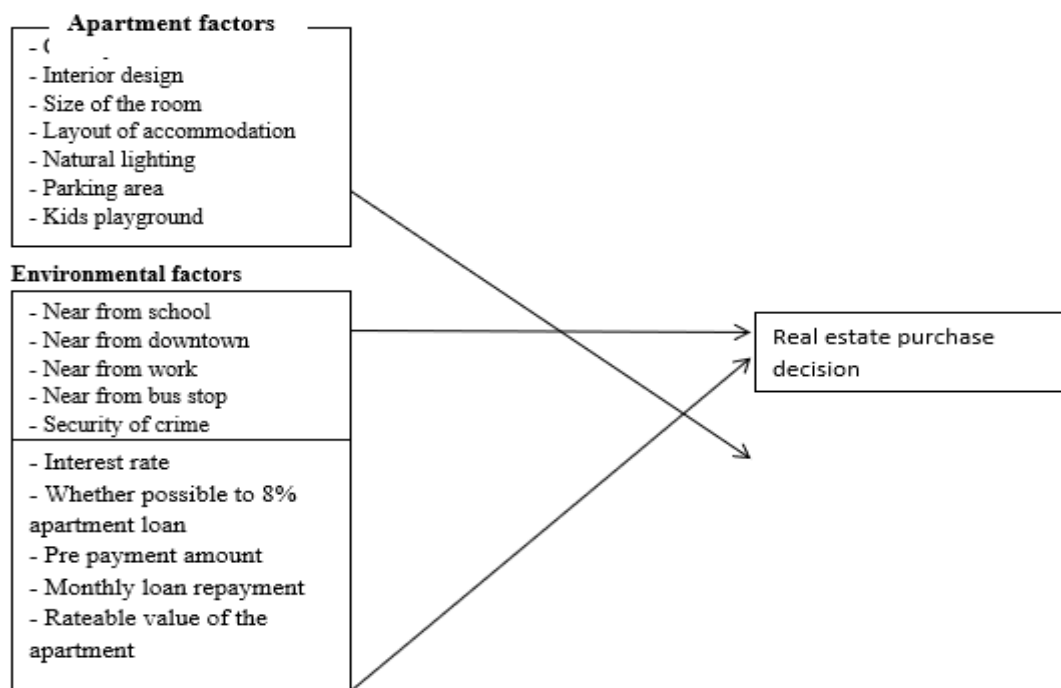 Apartment factors
-
- Interior design
- Size of the room
- Layout of accommodation
- Natural lighting
- Parking area
- Kids playground
Environmental factors
- Near from school
- Near from downtown
- Near from work
- Near from bus stop
- Security of crime
- Interest rate
- Whether possible to 8%
apartment loan
- Pre payment amount
- Monthly loan repayment
- Rateable value of the
apartment
Real estate purchase
decision